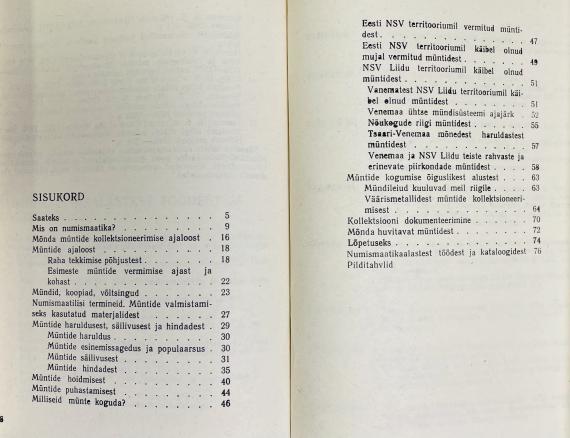 SISUKORD
Saateks . . . . . . . . . . . . . 5
Mis on numismaatika? . . . . . . . . . 9
Mõnda müntide kollektsioneerimise ajaloost . 16
Müntide ajaloost . . . . . . . . . . . 18
Raha tekkimise põhjustest . . . . . . . 18
Esimeste müntide vermimise ajast ja
kohast . . . . . . . . . . . . . 22
Mündid, koopiad, võltsingud . . . . . . . 23
Numismaatilisi termineid. Müntide valmistami-
seks kasutatud materjalidest . . . . . . 27
Müntide haruldusest, säilivusest ja hindadest . 29
Müntide haruldus . . . . . . . . . . 30
Müntide esinemissagedus ja populaarsus . 30
Müntide säilivusest . . . . . . . . . 31
Müntide hindadest . . . . . . . . . 35
Müntide hoidmisest . . . . . . . . . . 40
Müntide puhastamisest . . . . . . . . . 44
Milliseid münte koguda? . . . . . . . . 46
Eesti NSV territooriumil vermitud münti-
dest . . . . . . . . . . . . . . 47
Eesti NSV territooriumil käibel olnud
mujal vermitud müntidest . . . . . . . 49
NSV Liidu territooriumil käibel olnud
müntidest . . . . . . . . . . . . 51
Vanematest NSV Liidu territooriumil käi-
bel olnud müntidest . . . . . . . . 51
Venemaa ühtse mündisüsteemi ajajärk . 52
Nõukogude riigi müntidest . . . . . . 55
Tsaari-Venemaa mõnedest haruldastest
müntidest . . . . . . . . . . . 57
Venemaa ja NSV Liidu teiste rahvaste ja
erinevate piirkondade müntidest . . . . 58
Müntide kogumise õiguslikest alustest . . . 63
Mündileiud kuuluvad meil riigile . . . . 63
Väärismetallidest müntide kollektsioneeri-
misest . . . . . . . . . . . . . 64
Kollektsiooni dokumenteerimine . . . . . . 70
Mõnda huvitavat müntidest . . . . . . . 72
Lõpetuseks . . . . . . . . . . . . . 74
Numismaatikaalastest töödest ja kataloogidest 76
Pilditahvlid